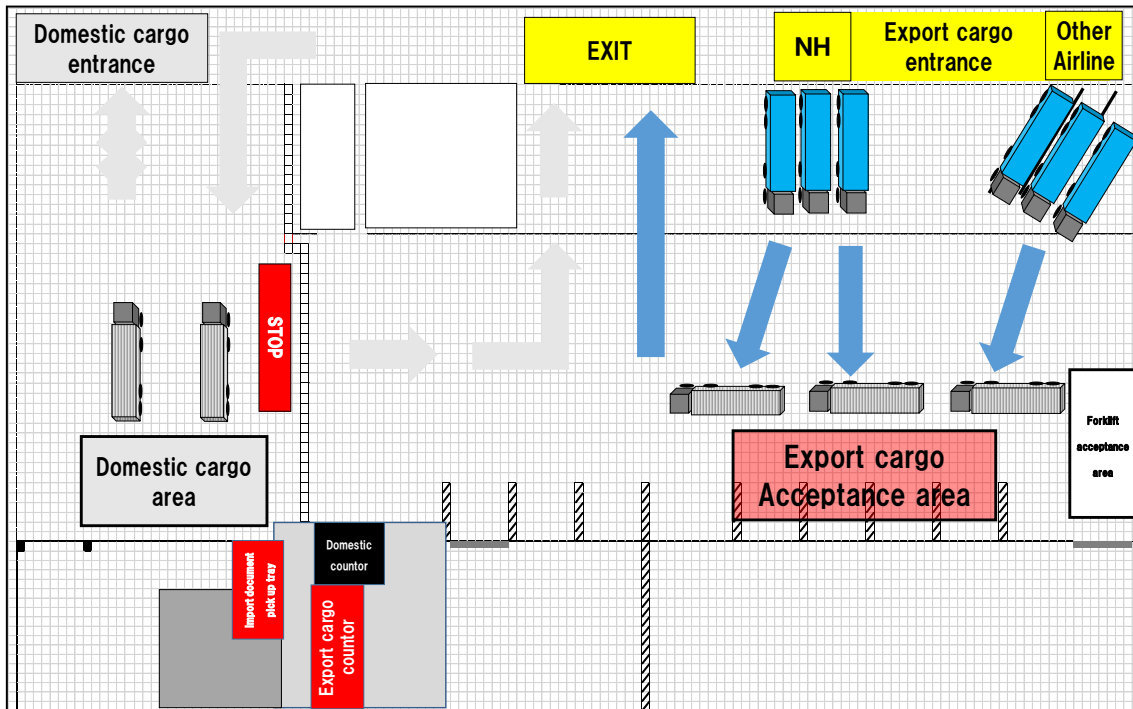 Domestic cargo
entrance
EXIT
NH
Export cargo
entrance
Other
Airline
STOP
Forklift
acceptance
area
Domestic cargo
area
Export cargo
Acceptance area
Domestic
countor
Import document
pick up tray
Export cargo
countor